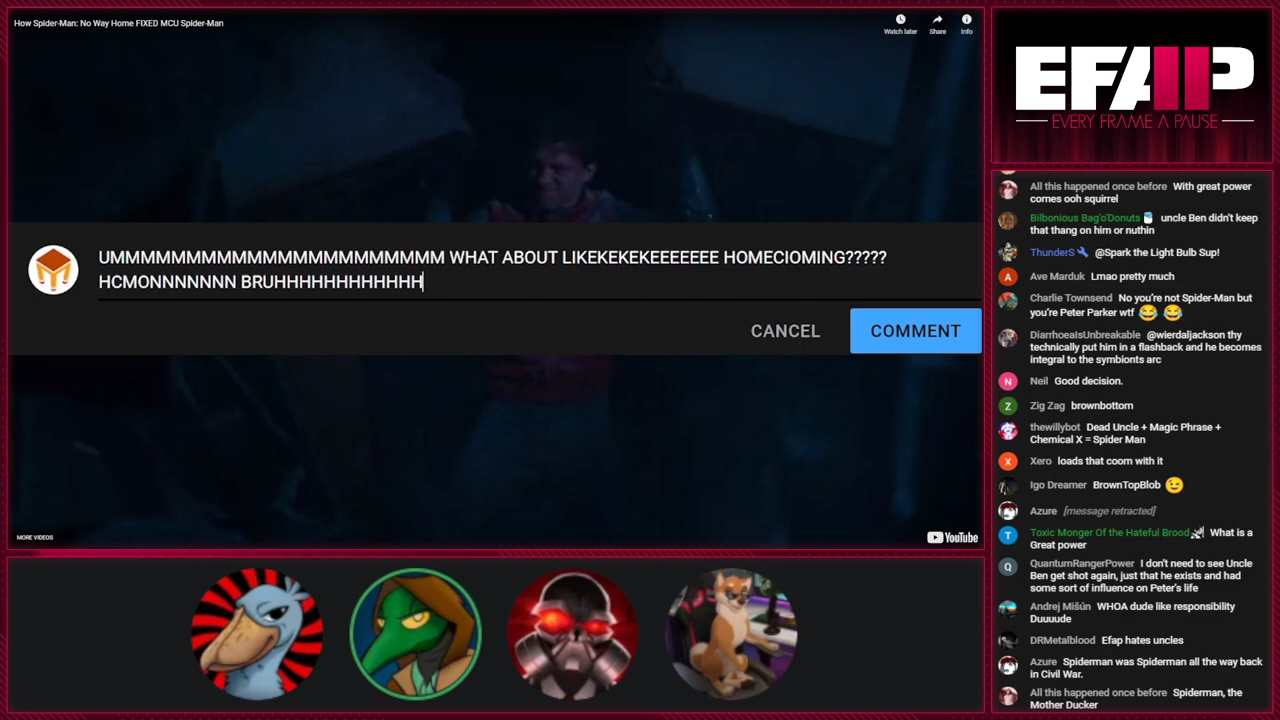 How Spider-Man: No Way Home FIXED MCU Spider-Man
Watch later
Share
Info
UMMMMMMMMMMMMMMMMMMMMM WHAT ABOUT LIKEKEKEKEEEEEEE HOMECIOMING?????
HCMONNNNNNN BRUHHHHHHHHHHHH
CANCEL
COMMENT
MORE VIDEOS
YouTube
EFAP
EVERY FRAME A PAUSE
All this happened once before With great power
comes ooh squirrel
Bilbonious Bag'o'Donuts uncle Ben didn't keep
that thang on him or nuthin
ThunderS @Spark the Light Bulb Sup!
A
Ave Marduk Lmao pretty much
Charlie Townsend No you're not Spider-Man but
you're Peter Parker wtf
DiarrhoeaIsUnbreakable @wierdaljackson thy
technically put him in a flashback and he becomes
integral to the symbionts arc
N
Neil Good decision.
Z
Zig Zag brownbottom
thewillybot Dead Uncle + Magic Phrase +
Chemical X = Spider Man
X
Xero loads that coom with it
Igo Dreamer BrownTopBlob
Azure [message retracted]
T
Toxic Monger Of the Hateful Brood What is a
Great power
Q
QuantumRangerPower I don't need to see Uncle
Ben get shot again, just that he exists and had
some sort of influence on Peter's life
Andrej Mišún WHOA dude like responsibility
Duuuude
DRMetalblood Efap hates uncles
Azure Spiderman was Spiderman all the way back
in Civil War.
All this happened once before Spiderman, the
Mother Ducker